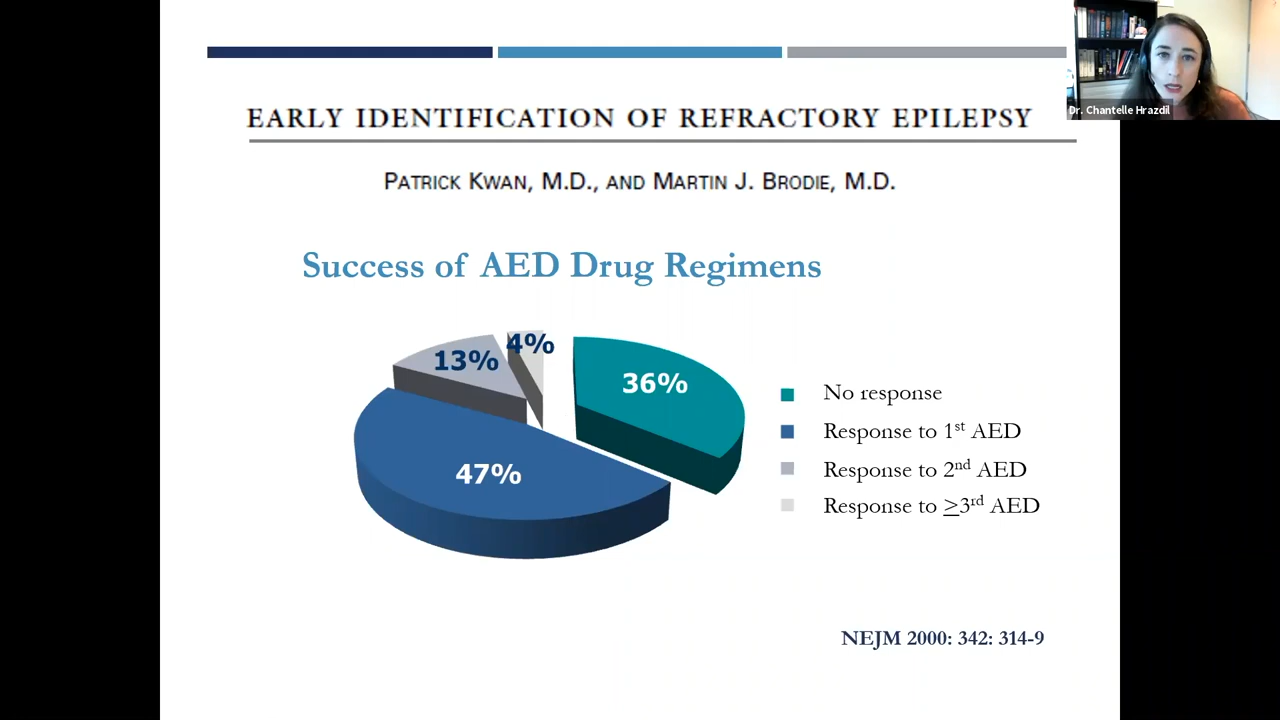 EARLY IDENTIFICATION OF REFRACTORY EPILEPSY
Dr. Chantelle Hrazdil
PATRICK KWAN, M.D., AND MARTIN J. BRODIE, M.D.
Success of AED Drug Regimens
4%
13%
36%
47%
No response
Response to 1st AED
Response to 2nd AED
Response to ≥3rd AED
NEJM 2000: 342: 314-9